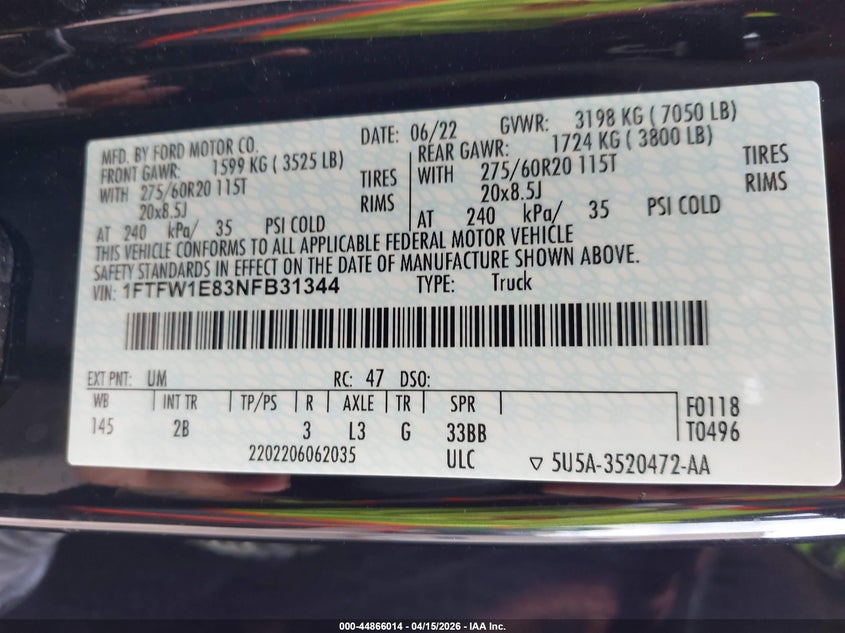 MFD. BY FORD MOTOR CO.
DATE: 06/22 GVWR: 3198 KG ( 7050 LB)
FRONT GAWR: 1599 KG ( 3525 LB)
REAR GAWR: 1724 KG ( 3800 LB)
WITH 275/60R20 115T TIRES
WITH 275/60R20 115T TIRES
20x8.5J RIMS
20x8.5J RIMS
AT 240 kPa/ 35 PSI COLD
AT 240 kPa/ 35 PSI COLD
THIS VEHICLE CONFORMS TO ALL APPLICABLE FEDERAL MOTOR VEHICLE
SAFETY STANDARDS IN EFFECT ON THE DATE OF MANUFACTURE SHOWN ABOVE.
VIN: 1FTFW1E83NFB31344 TYPE: Truck
EXT PNT: UM RC: 47 DSO:
WB INT TR TP/PS R AXLE TR SPR F0118
145 2B 3 L3 G 33BB T0496
2202206062035 ULC ▽ 5U5A-3520472-AA
000-44866014 - 04/15/2026 - IAA Inc.